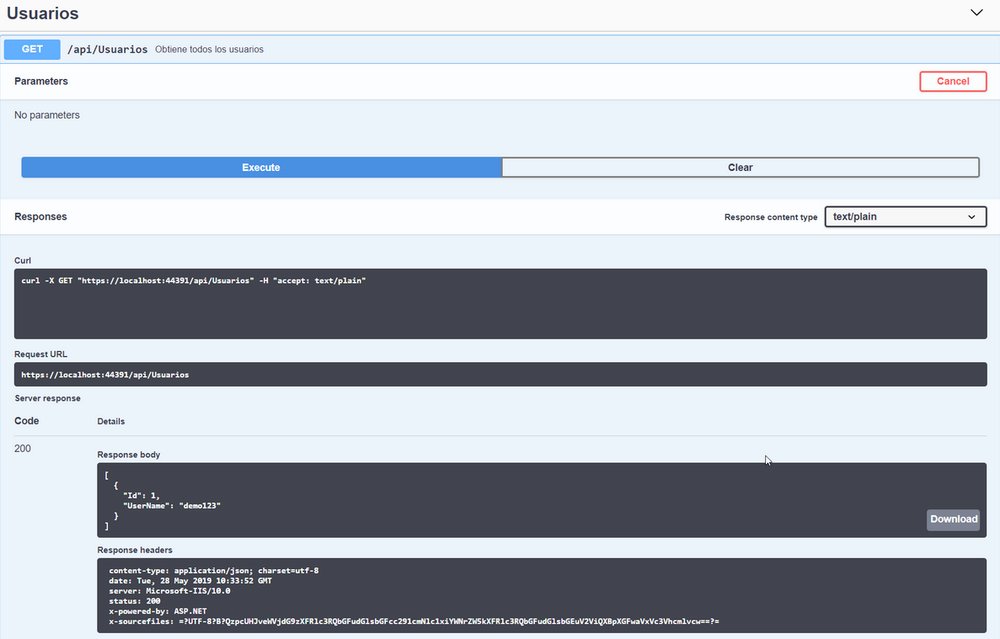 Usuarios
GET /api/Usuarios Obtiene todos los usuarios
Parameters Cancel
No parameters
Execute Clear
Responses Response content type text/plain
Curl
curl -X GET "https://localhost:44391/api/Usuarios" -H "accept: text/plain"
Request URL
https://localhost:44391/api/Usuarios
Server response
Code Details
200
Response body
[
{
"Id": 1,
"UserName": "demo123"
}
]
Download
Response headers
content-type: application/json; charset=utf-8
date: Tue, 28 May 2019 10:33:52 GMT
server: Microsoft-IIS/10.0
status: 200
x-powered-by: ASP.NET
x-sourcefiles: